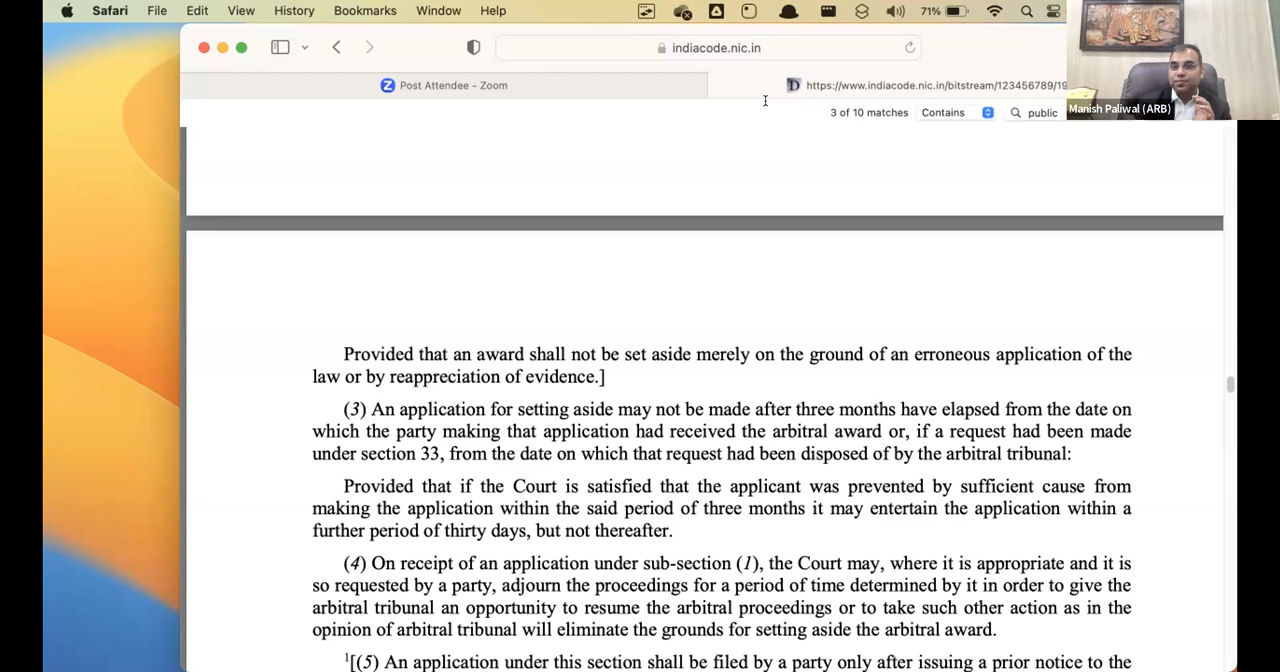 Safari File Edit View History Bookmarks Window Help 71%
indiacode.nic.in
Post Attendee - Zoom
https://www.indiacode.nic.in/bitstream/123456789/19
3 of 10 matches Contains public
Manish Paliwal (ARB)
Provided that an award shall not be set aside merely on the ground of an erroneous application of the
law or by reappreciation of evidence.]
(3) An application for setting aside may not be made after three months have elapsed from the date on
which the party making that application had received the arbitral award or, if a request had been made
under section 33, from the date on which that request had been disposed of by the arbitral tribunal:
Provided that if the Court is satisfied that the applicant was prevented by sufficient cause from
making the application within the said period of three months it may entertain the application within a
further period of thirty days, but not thereafter.
(4) On receipt of an application under sub-section (1), the Court may, where it is appropriate and it is
so requested by a party, adjourn the proceedings for a period of time determined by it in order to give the
arbitral tribunal an opportunity to resume the arbitral proceedings or to take such other action as in the
opinion of arbitral tribunal will eliminate the grounds for setting aside the arbitral award.
1[(5) An application under this section shall be filed by a party only after issuing a prior notice to the